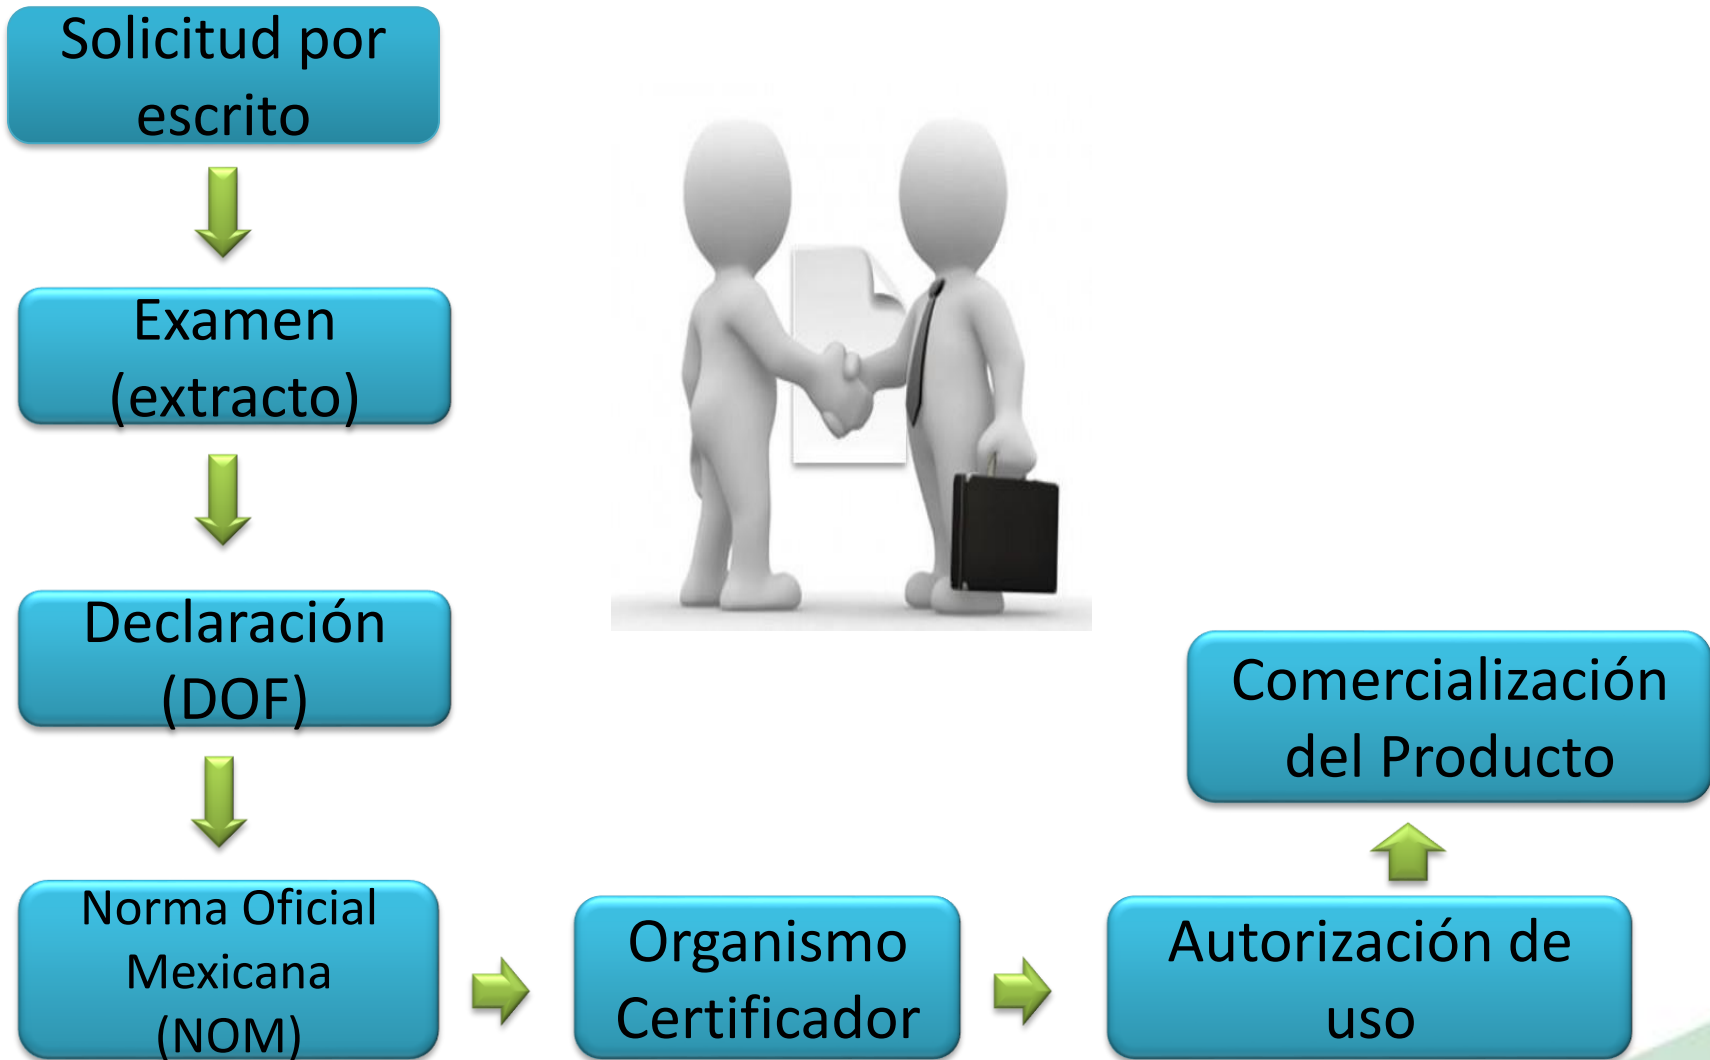 Solicitud por
escrito
Examen
(extracto)
Declaración
(DOF)
Norma Oficial
Mexicana
(NOM)
Organismo
Certificador
Autorización de
uso
Comercialización
del Producto